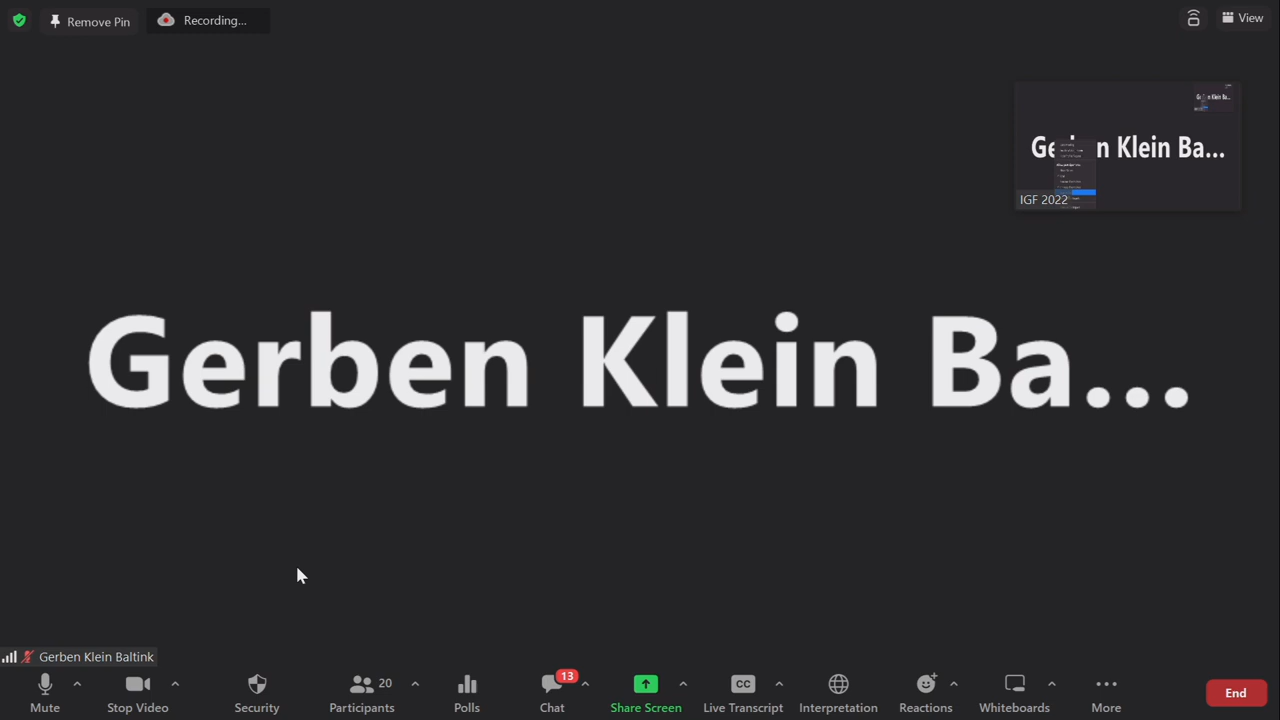 Remove Pin
Recording...
View
Gerben Klein Ba...
IGF 2022
Gerben Klein Ba...
Gerben Klein Baltink
Mute
Stop Video
Security
Participants
20
Polls
Chat
13
Share Screen
CC
Live Transcript
Interpretation
Reactions
Whiteboards
More
End